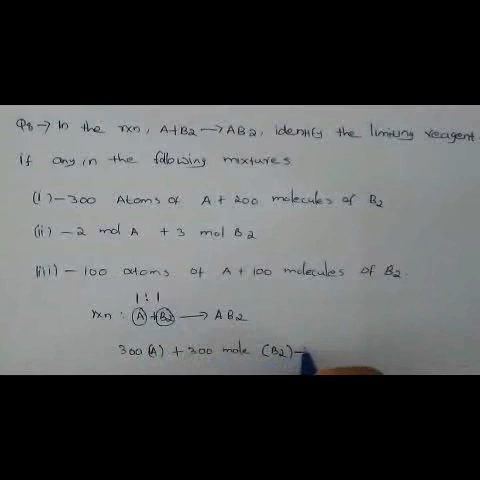 Q8 → In the rxn, A+B2 → AB2, identify the limiting reagent
if any in the following mixtures
(i) - 300 Atoms of A + 200 molecules of B2
(ii) - 2 mol A + 3 mol B2
(iii) - 100 atoms of A + 100 molecules of B2.
1 : 1
rxn : A + B2 → AB2
300 (A) + 300 mole (B2) →